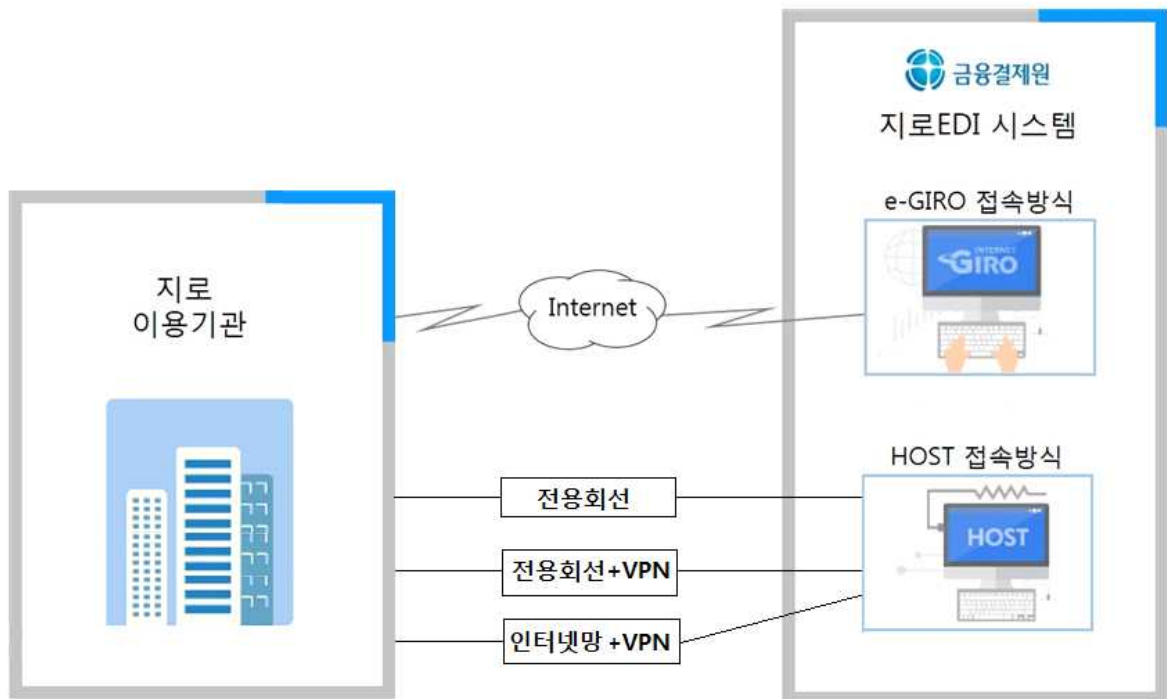 금융결제원
지로EDI 시스템
e-GIRO 접속방식
INTERNET
GIRO
지로
이용기관
Internet
HOST 접속방식
HOST
전용회선
전용회선+VPN
인터넷망 +VPN